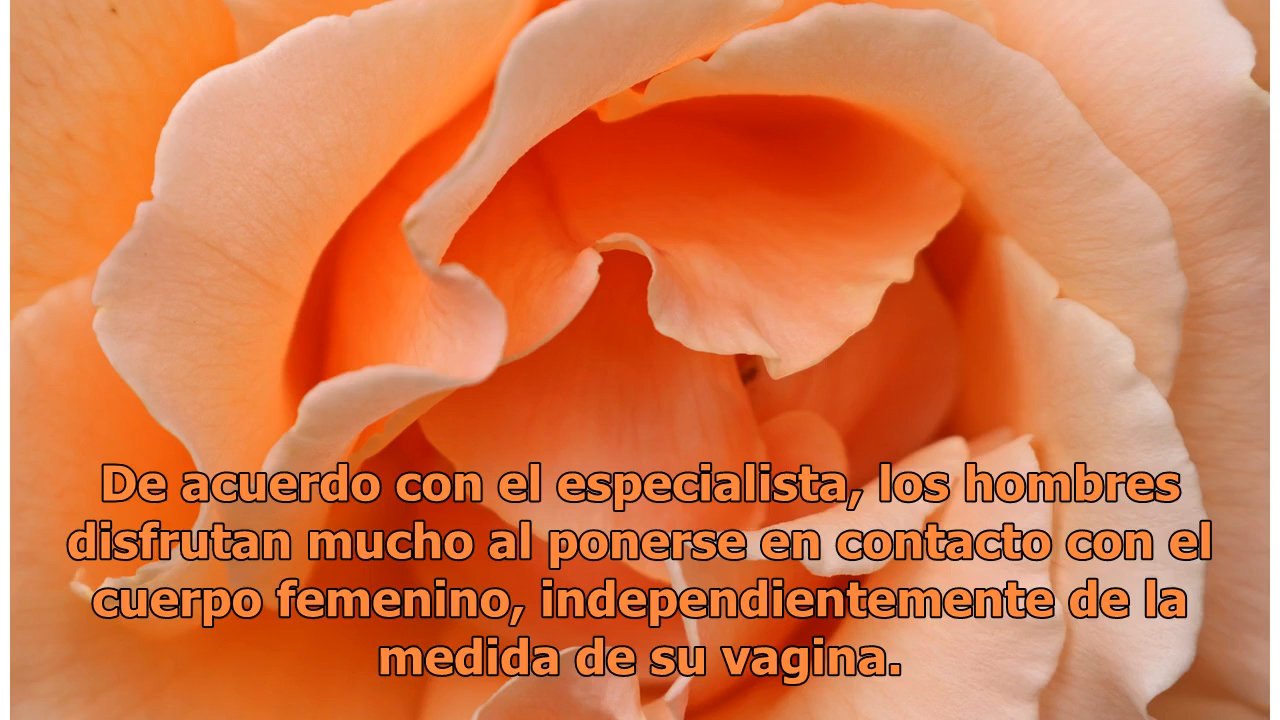 De acuerdo con el especialista, los hombres
disfrutan mucho al ponerse en contacto con el
cuerpo femenino, independientemente de la
medida de su vagina.